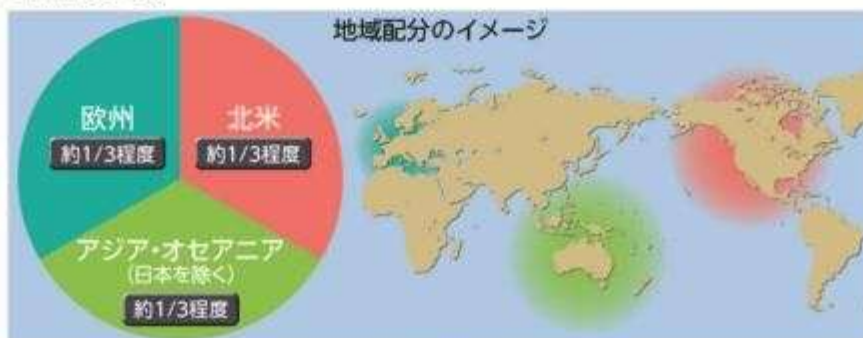 地域配分のイメージ
欧州
約1/3程度
北米
約1/3程度
アジア・オセアニア
(日本を除く)
約1/3程度